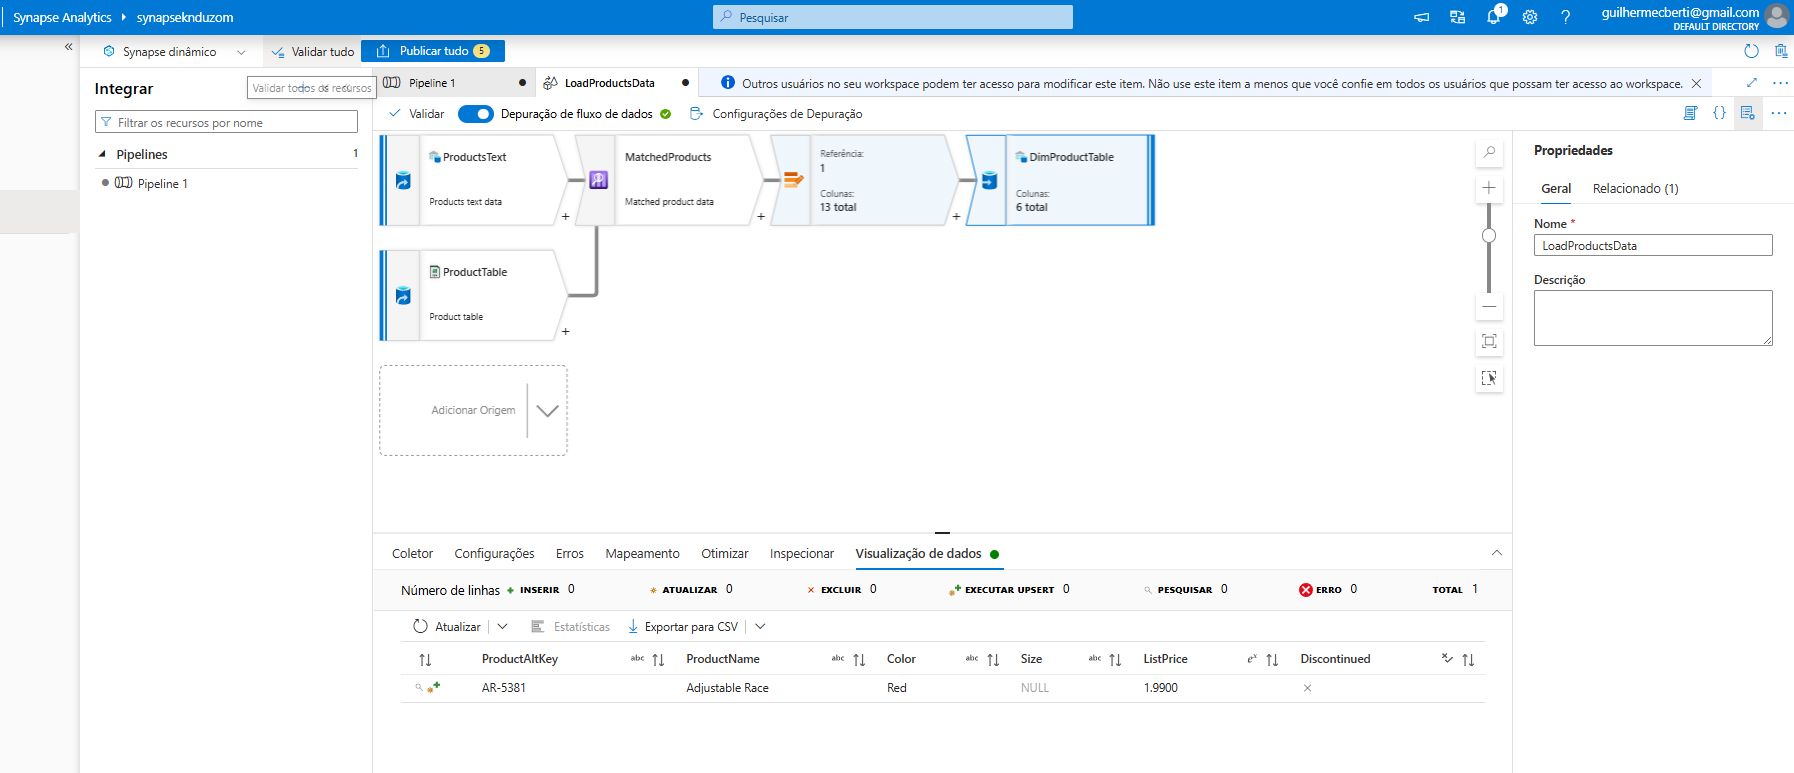 Synapse Analytics synapseknduzom
Pesquisar
1
guilhermecberti@gmail.com
DEFAULT DIRECTORY
Synapse dinâmico
Validar tudo
Publicar tudo 5
Integrar
Validar todos os recursos
Filtrar os recursos por nome
Pipelines 1
Pipeline 1
Pipeline 1
LoadProductsData
Outros usuários no seu workspace podem ter acesso para modificar este item. Não use este item a menos que você confie em todos os usuários que possam ter acesso ao workspace.
Validar
Depuração de fluxo de dados
Configurações de Depuração
ProductsText
Products text data
MatchedProducts
Matched product data
Referência:
1
Colunas:
13 total
DimProductTable
Colunas:
6 total
ProductTable
Product table
Adicionar Origem
Propriedades
Geral Relacionado (1)
Nome *
LoadProductsData
Descrição
Coletor Configurações Erros Mapeamento Otimizar Inspecionar Visualização de dados
Número de linhas INSERIR 0 ATUALIZAR 0 EXCLUIR 0 EXECUTAR UPSERT 0 PESQUISAR 0 ERRO 0 TOTAL 1
Atualizar Estatísticas Exportar para CSV
ProductAltKey abc ProductName abc Color abc Size abc ListPrice eˣ Discontinued
AR-5381 Adjustable Race Red NULL 1.9900